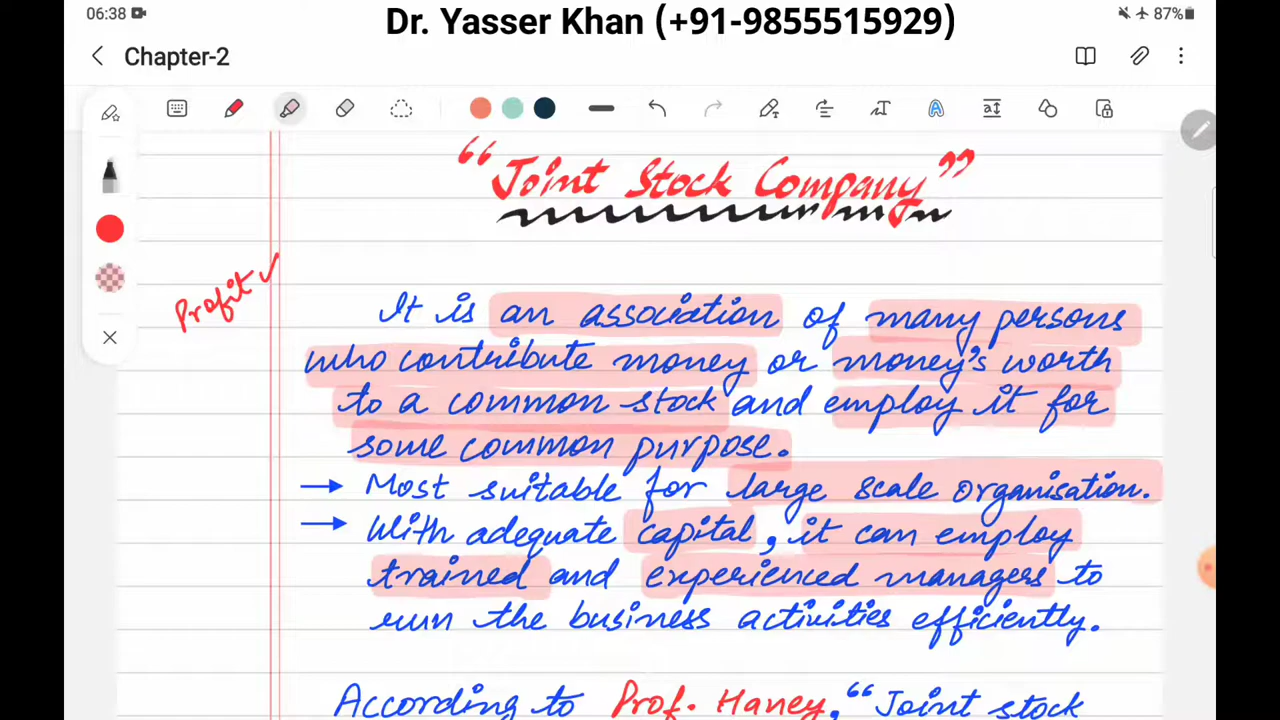 06:38
Dr. Yasser Khan (+91-9855515929)
87%
Chapter-2
"Joint Stock Company"
Profit ✓
It is an association of many persons
who contribute money or money's worth
to a common stock and employ it for
some common purpose.
→ Most suitable for large scale organisation.
→ With adequate capital, it can employ
trained and experienced managers to
run the business activities efficiently.
According to Prof. Haney, "Joint stock